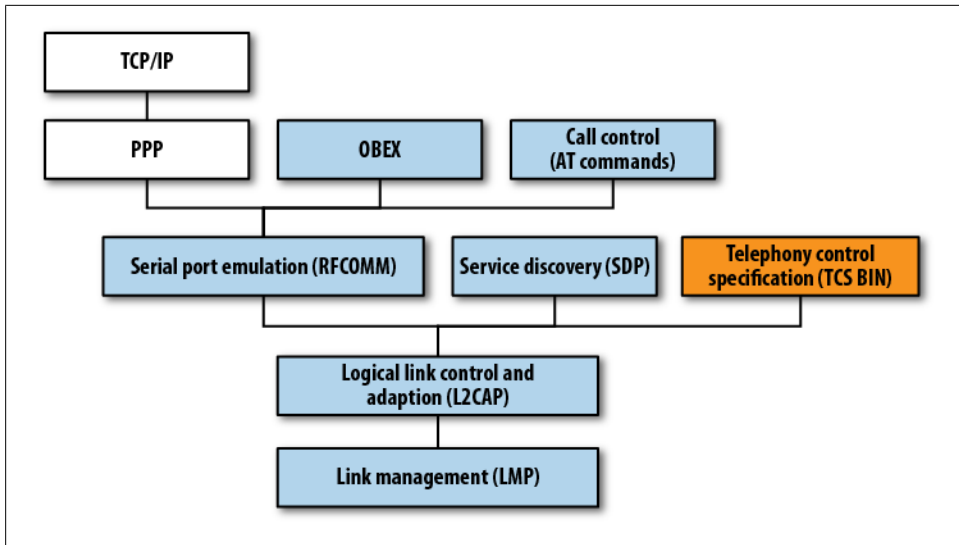 TCP/IP
PPP
OBEX
Call control
(AT commands)
Serial port emulation (RFCOMM)
Service discovery (SDP)
Telephony control
specification (TCS BIN)
Logical link control and
adaption (L2CAP)
Link management (LMP)